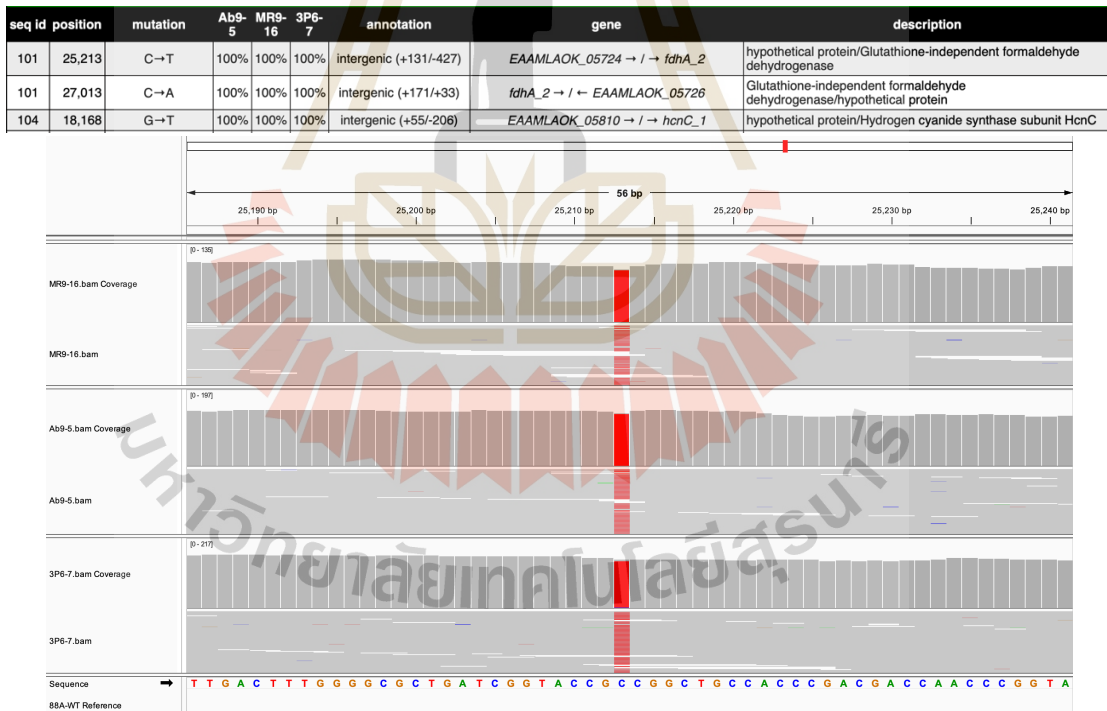 seq id position mutation Ab9-5 MR9-16 3P6-7 annotation gene description
101 25,213 C→T 100% 100% 100% intergenic (+131/-427) EAAMLAOK_05724 → / → fdhA_2 hypothetical protein/Glutathione-independent formaldehyde
dehydrogenase
101 27,013 C→A 100% 100% 100% intergenic (+171/+33) fdhA_2 → / ← EAAMLAOK_05726 Glutathione-independent formaldehyde
dehydrogenase/hypothetical protein
104 18,168 G→T 100% 100% 100% intergenic (+55/-206) EAAMLAOK_05810 → / → hcnC_1 hypothetical protein/Hydrogen cyanide synthase subunit HcnC
56 bp
25,190 bp 25,200 bp 25,210 bp 25,220 bp 25,230 bp 25,240 bp
[0 - 135]
MR9-16.bam Coverage
MR9-16.bam
[0 - 197]
Ab9-5.bam Coverage
Ab9-5.bam
[0 - 217]
3P6-7.bam Coverage
3P6-7.bam
Sequence → T T G A C T T T G G G G C G C T G A T C G G T A C C G C C G G C T G C C A C C C G A C G A C C A A C C C G G T A
88A-WT Reference
มหาวิทยาลัยเทคโนโลยีสุรนารี